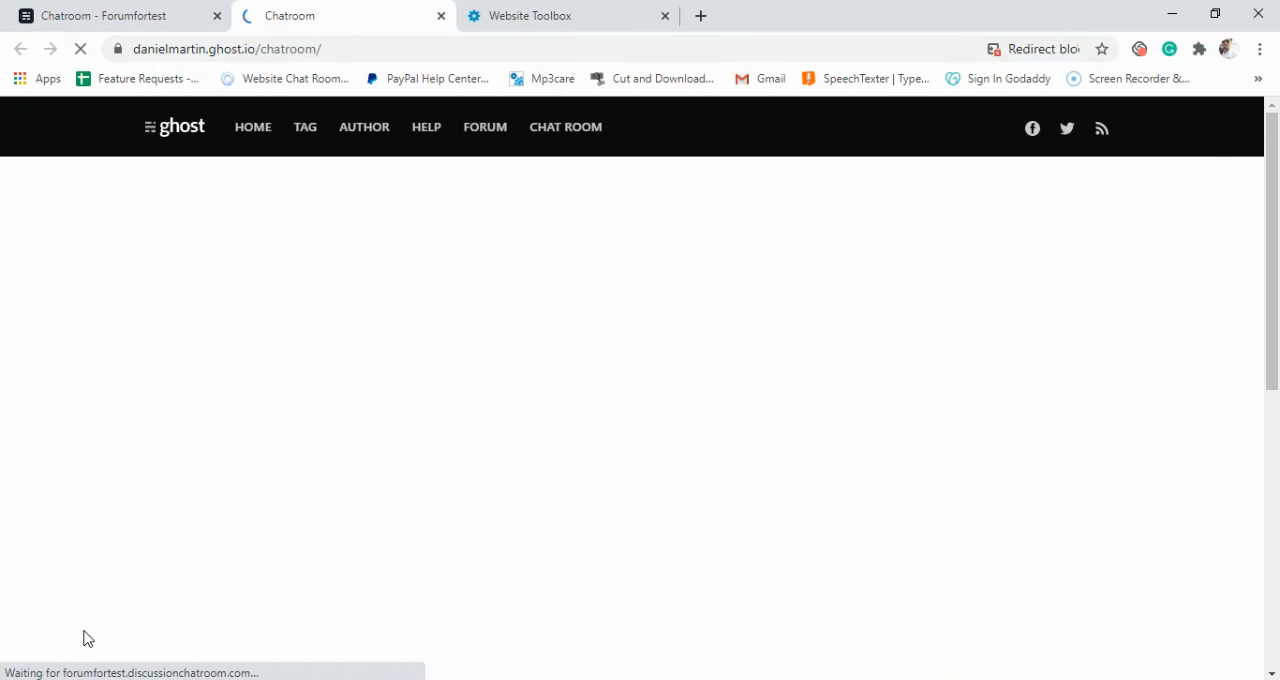 Chatroom - Forumfortest
Chatroom
Website Toolbox
danielmartin.ghost.io/chatroom/
Redirect blo
Apps
Feature Requests -...
Website Chat Room...
PayPal Help Center...
Mp3care
Cut and Download...
Gmail
SpeechTexter | Type...
Sign In Godaddy
Screen Recorder &...
»
ghost
HOME
TAG
AUTHOR
HELP
FORUM
CHAT ROOM
Waiting for forumfortest.discussionchatroom.com...